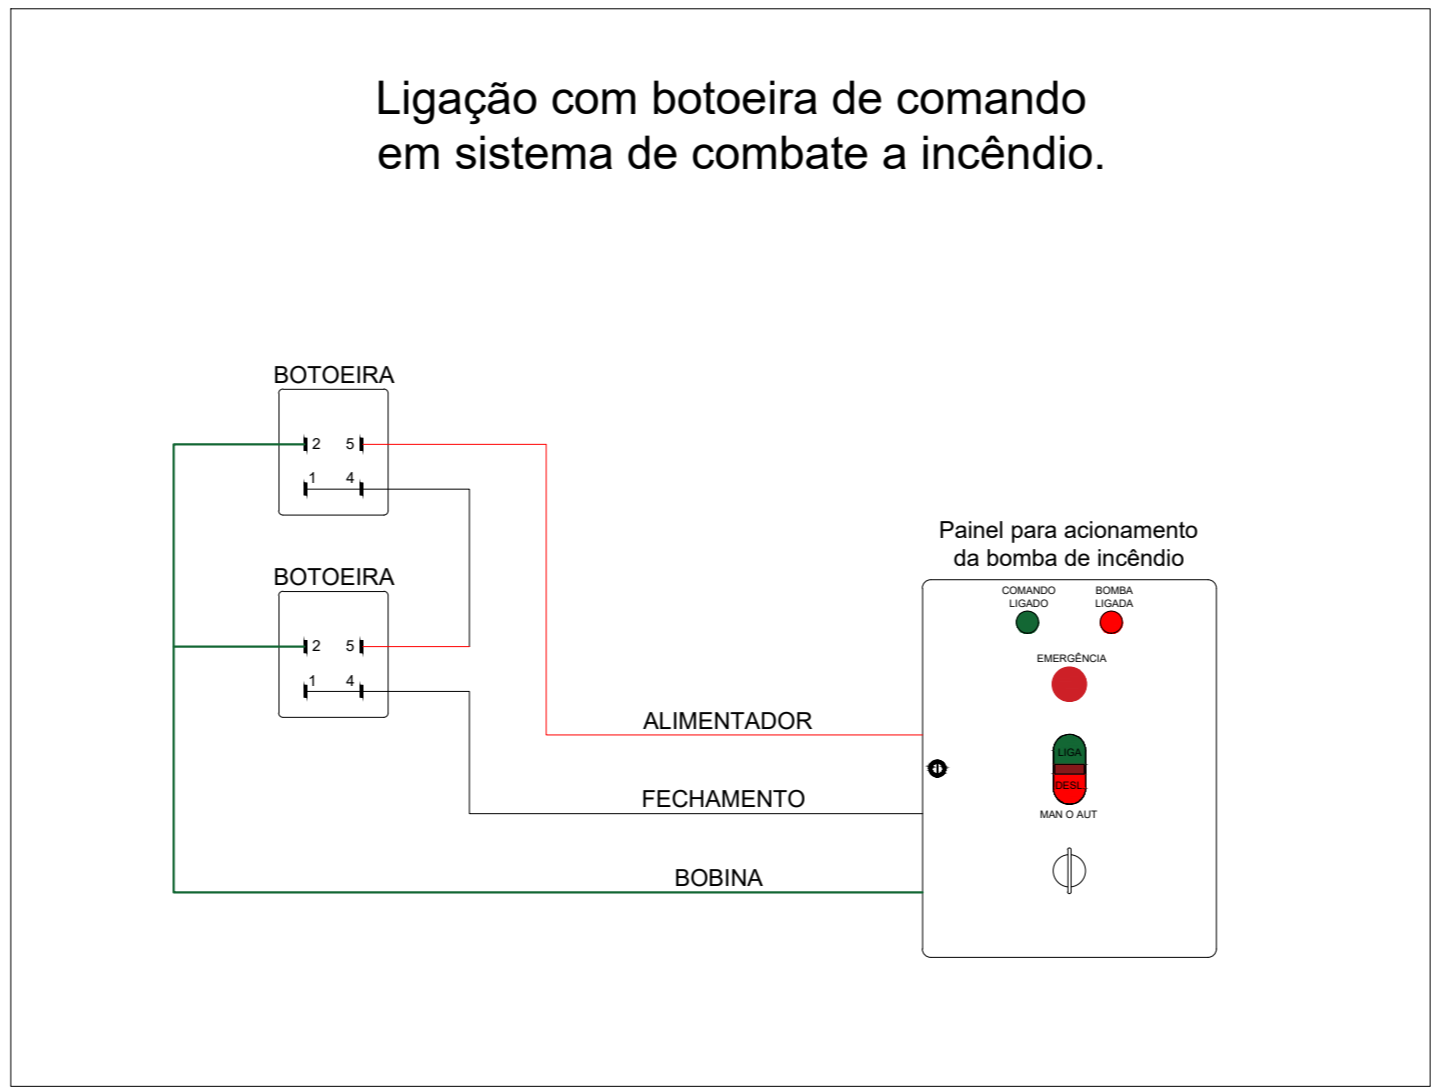 Ligação com botoeira de comando
em sistema de combate a incêndio.
BOTOEIRA
2 5
1 4
BOTOEIRA
2 5
1 4
Painel para acionamento
da bomba de incêndio
COMANDO
LIGADO
BOMBA
LIGADA
EMERGÊNCIA
ALIMENTADOR
LIGA
DESL.
FECHAMENTO
MAN O AUT
BOBINA